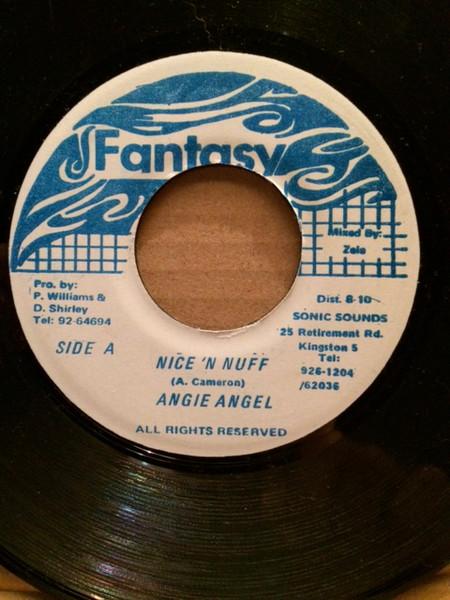 Fantasy
Mixed By:
Zele
Pro. by:
P. Williams &
D. Shirley
Tel: 92-64694
Dist. 8-10
SONIC SOUNDS
25 Retirement Rd.
Kingston 5
Tel:
926-1204
/62036
SIDE A
NICE 'N NUFF
(A. Cameron)
ANGIE ANGEL
ALL RIGHTS RESERVED